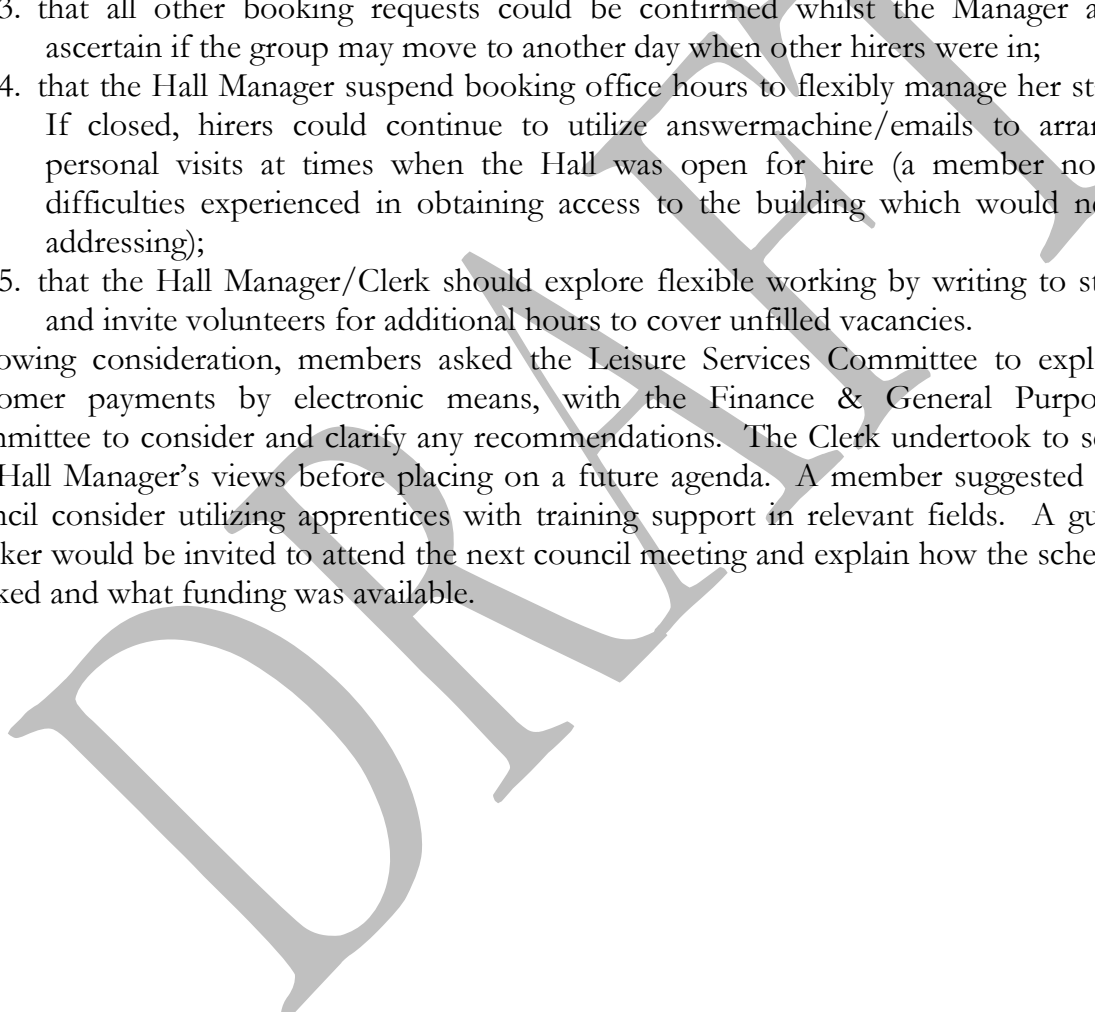 3. that all other booking requests could be confirmed whilst the Manager a
ascertain if the group may move to another day when other hirers were in;
4. that the Hall Manager suspend booking office hours to flexibly manage her st
If closed, hirers could continue to utilize answermachine/emails to arra
personal visits at times when the Hall was open for hire (a member no
difficulties experienced in obtaining access to the building which would ne
addressing);
5. that the Hall Manager/Clerk should explore flexible working by writing to st
and invite volunteers for additional hours to cover unfilled vacancies.
owing consideration, members asked the Leisure Services Committee to expl
omer payments by electronic means, with the Finance & General Purpo
mmittee to consider and clarify any recommendations. The Clerk undertook to s
Hall Manager's views before placing on a future agenda. A member suggested
ncil consider utilizing apprentices with training support in relevant fields. A gu
ker would be invited to attend the next council meeting and explain how the sche
ked and what funding was available.
DRAFT